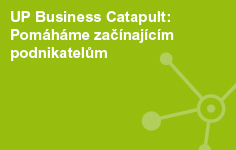 UP Business Catapult:
Pomáháme začínajícím
podnikatelům